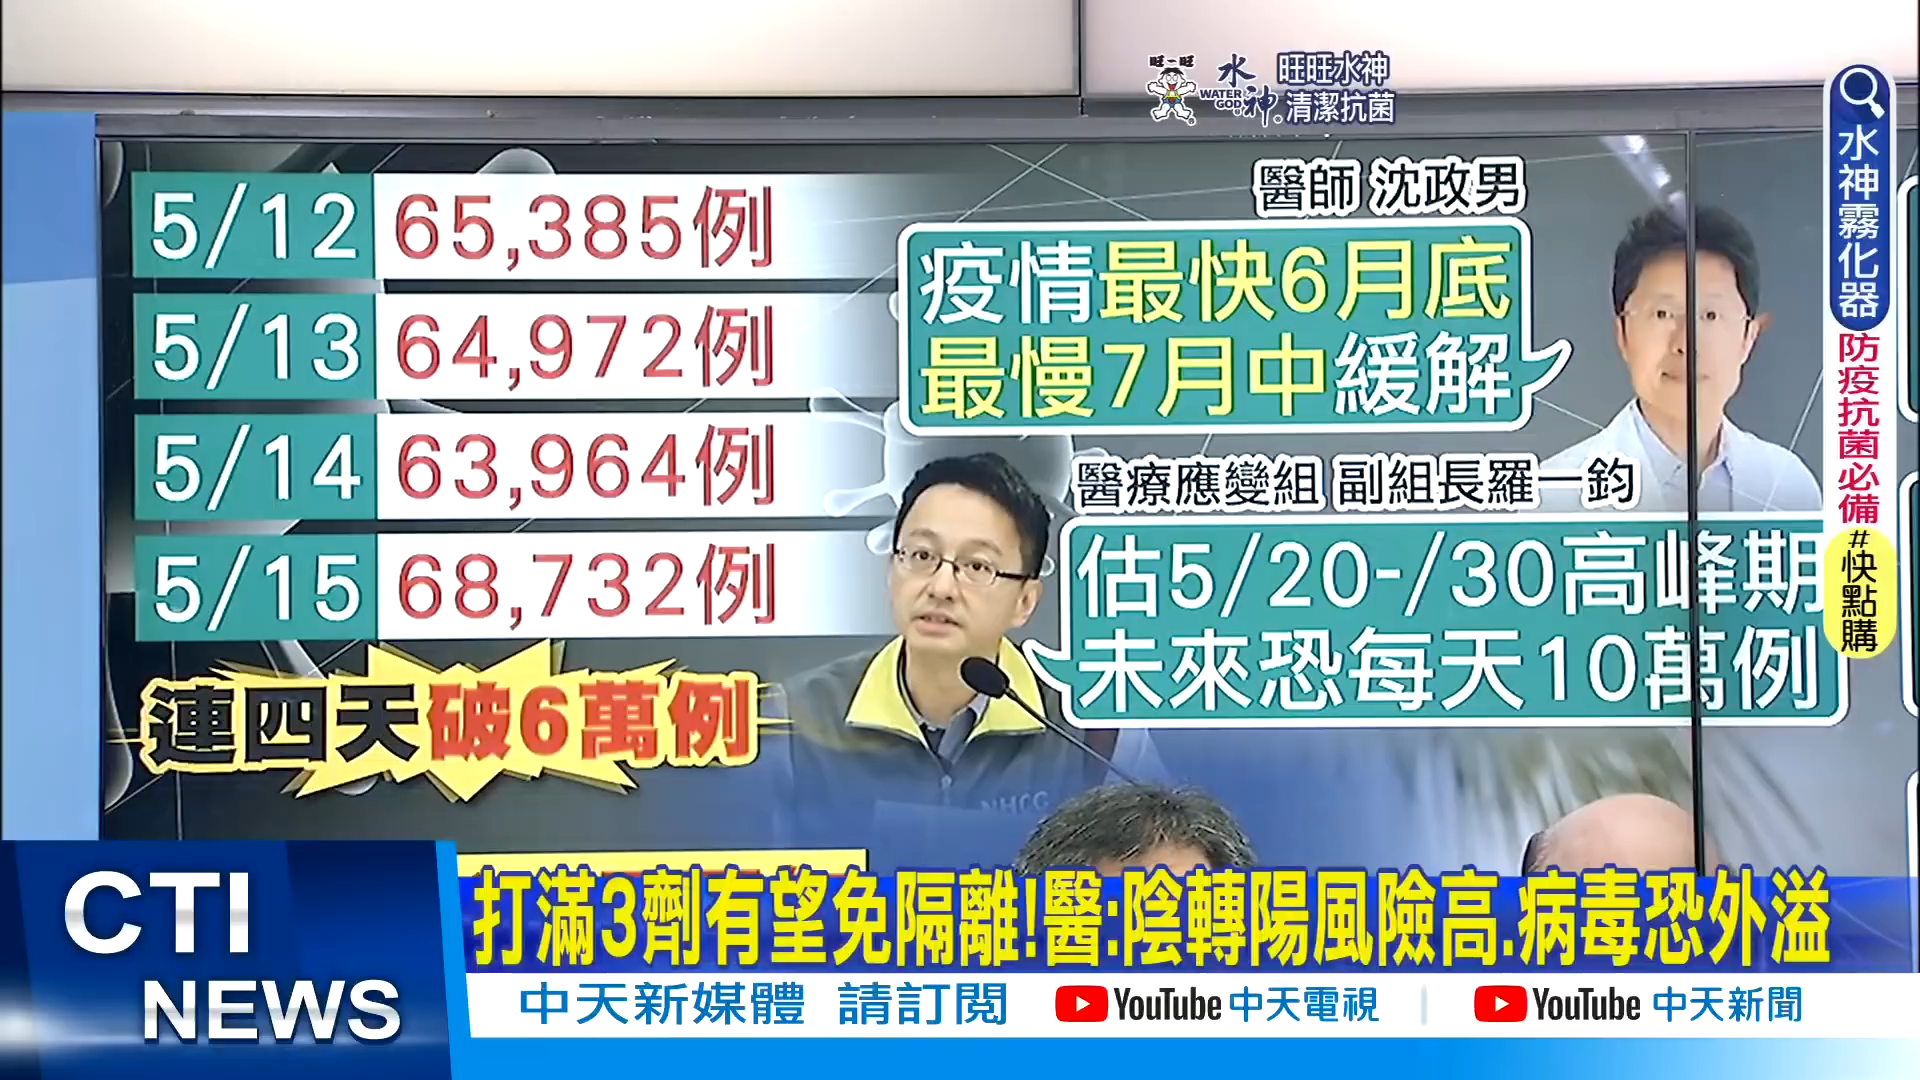 旺一旺
水神
WATER GOD
旺旺水神
清潔抗菌
水神霧化器
防疫抗菌必備
#快點購
5/12 65,385例
5/13 64,972例
5/14 63,964例
5/15 68,732例
連四天破6萬例
醫師 沈政男
疫情最快6月底
最慢7月中緩解
醫療應變組 副組長羅一鈞
估5/20-/30高峰期
未來恐每天10萬例
CTI
NEWS
打滿3劑有望免隔離!醫:陰轉陽風險高.病毒恐外溢
中天新媒體 請訂閱 YouTube 中天電視 | YouTube 中天新聞